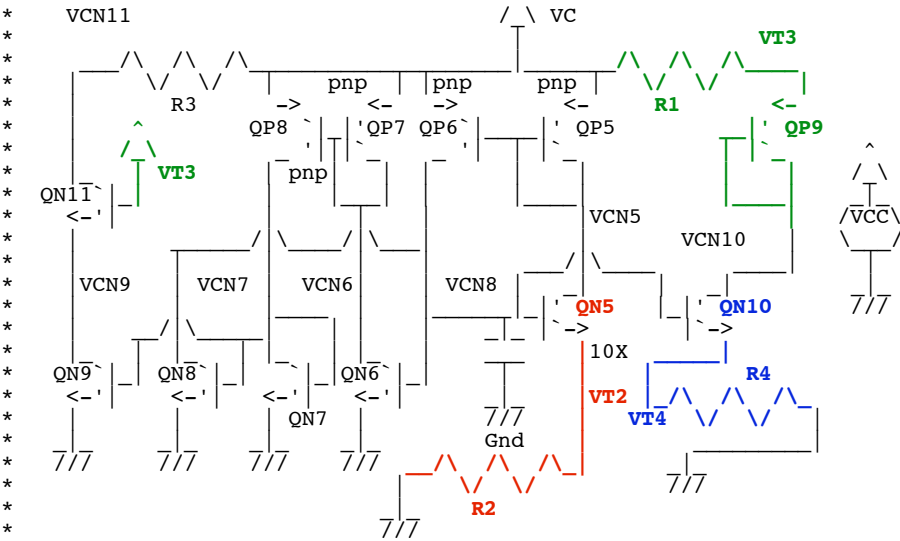 VCN11 VC
VT3
pnp pnp pnp
R3 R1
QP8 QP7 QP6 QP5 QP9
VT3 pnp
QN11
VCN5 VCC
VCN10
VCN9 VCN7 VCN6 VCN8
QN5 QN10
10X
QN9 QN8 QN6 R4
VT2
QN7 VT4
Gnd
R2